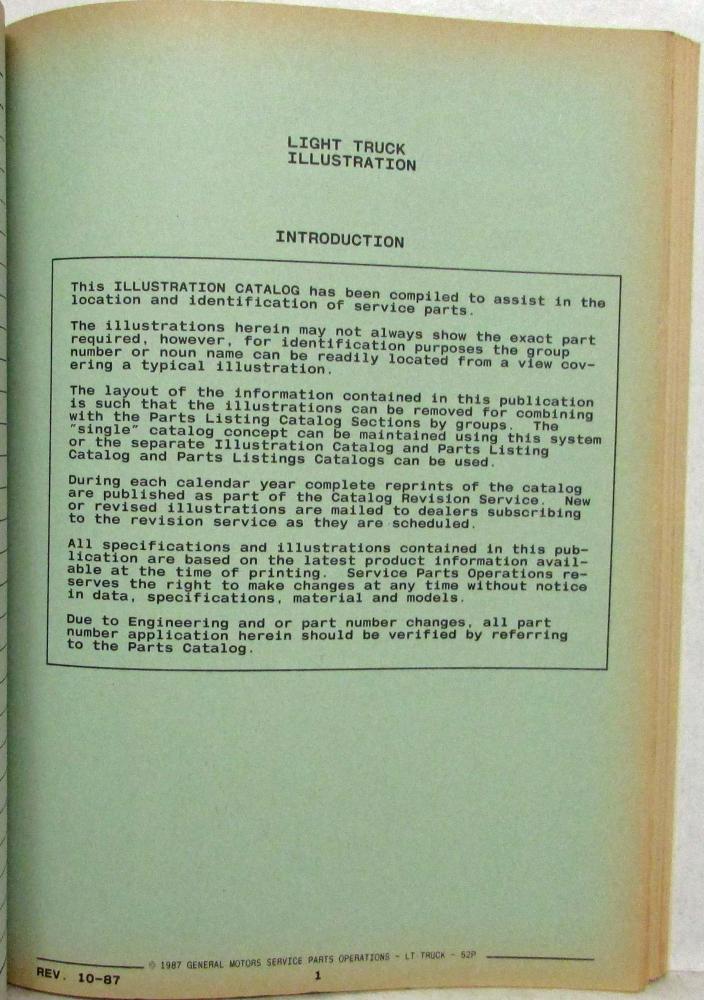 LIGHT TRUCK
ILLUSTRATION
INTRODUCTION
This ILLUSTRATION CATALOG has been compiled to assist in the
location and identification of service parts.
The illustrations herein may not always show the exact part
required, however, for identification purposes the group
number or noun name can be readily located from a view cov-
ering a typical illustration.
The layout of the information contained in this publication
is such that the illustrations can be removed for combining
with the Parts Listing Catalog Sections by groups. The
"single" catalog concept can be maintained using this system
or the separate Illustration Catalog and Parts Listing
Catalog and Parts Listings Catalogs can be used.
During each calendar year complete reprints of the catalog
are published as part of the Catalog Revision Service. New
or revised illustrations are mailed to dealers subscribing
to the revision service as they are scheduled.
All specifications and illustrations contained in this pub-
lication are based on the latest product information avail-
able at the time of printing. Service Parts Operations re-
serves the right to make changes at any time without notice
in data, specifications, material and models.
Due to Engineering and or part number changes, all part
number application herein should be verified by referring
to the Parts Catalog.
© 1987 GENERAL MOTORS SERVICE PARTS OPERATIONS - LT TRUCK - 52P
REV. 10-87
1